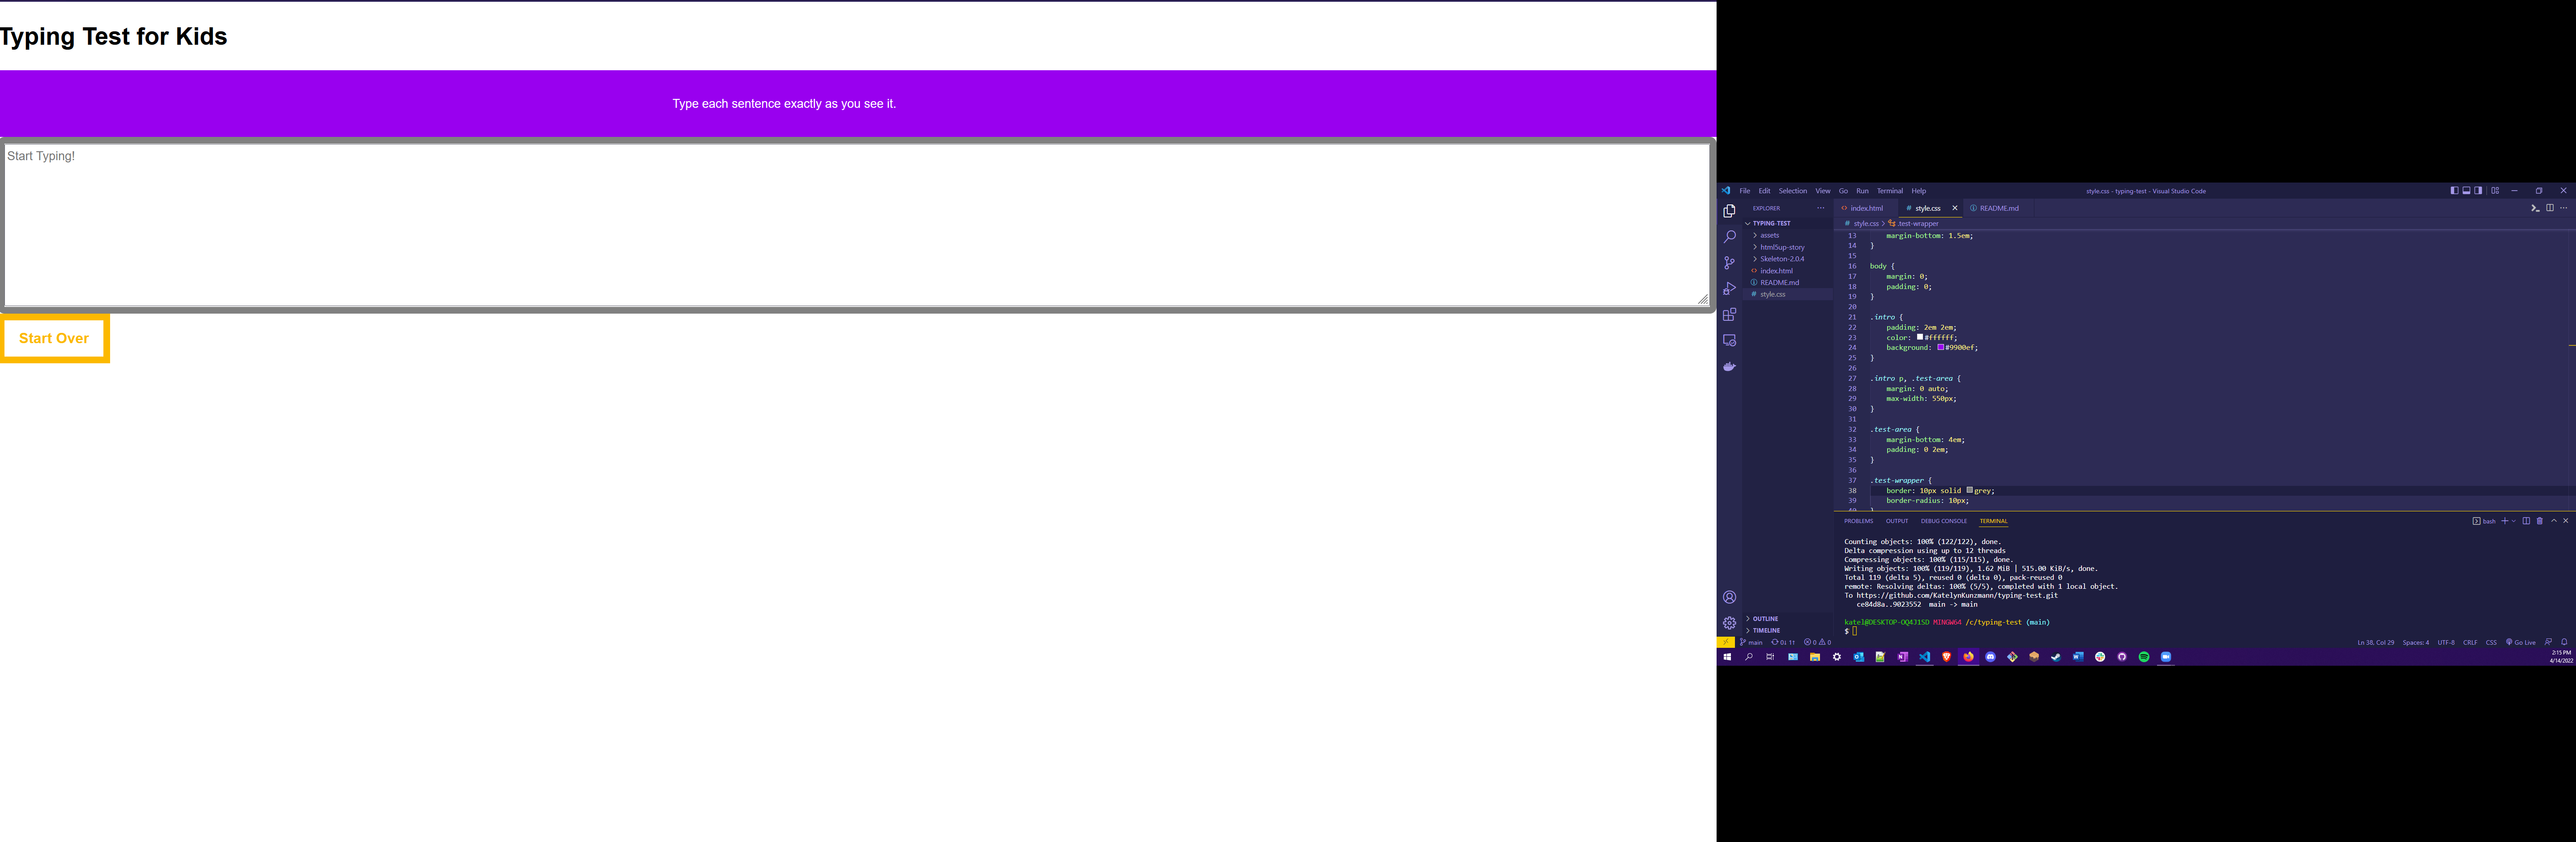 Typing Test for Kids
Type each sentence exactly as you see it.
Start Typing!
Start Over
File Edit Selection View Go Run Terminal Help
style.css - typing-test - Visual Studio Code
EXPLORER
TYPING-TEST
assets
html5up-story
Skeleton-2.0.4
index.html
README.md
style.css
OUTLINE
TIMELINE
index.html style.css README.md
style.css > .test-wrapper
13 margin-bottom: 1.5em;
14 }
15
16 body {
17 margin: 0;
18 padding: 0;
19 }
20
21 .intro {
22 padding: 2em 2em;
23 color: #ffffff;
24 background: #9900ef;
25 }
26
27 .intro p, .test-area {
28 margin: 0 auto;
29 max-width: 550px;
30 }
31
32 .test-area {
33 margin-bottom: 4em;
34 padding: 0 2em;
35 }
36
37 .test-wrapper {
38 border: 10px solid grey;
39 border-radius: 10px;
PROBLEMS OUTPUT DEBUG CONSOLE TERMINAL
bash
Counting objects: 100% (122/122), done.
Delta compression using up to 12 threads
Compressing objects: 100% (115/115), done.
Writing objects: 100% (119/119), 1.62 MiB | 515.00 KiB/s, done.
Total 119 (delta 5), reused 0 (delta 0), pack-reused 0
remote: Resolving deltas: 100% (5/5), completed with 1 local object.
To https://github.com/KatelynKunzmann/typing-test.git
ce84d8a..9023552 main -> main
katel@DESKTOP-OQ4J1SD MINGW64 /c/typing-test (main)
$
main 0↓ 1↑ 0 0
Ln 38, Col 29 Spaces: 4 UTF-8 CRLF CSS Go Live
2:15 PM
4/14/2022